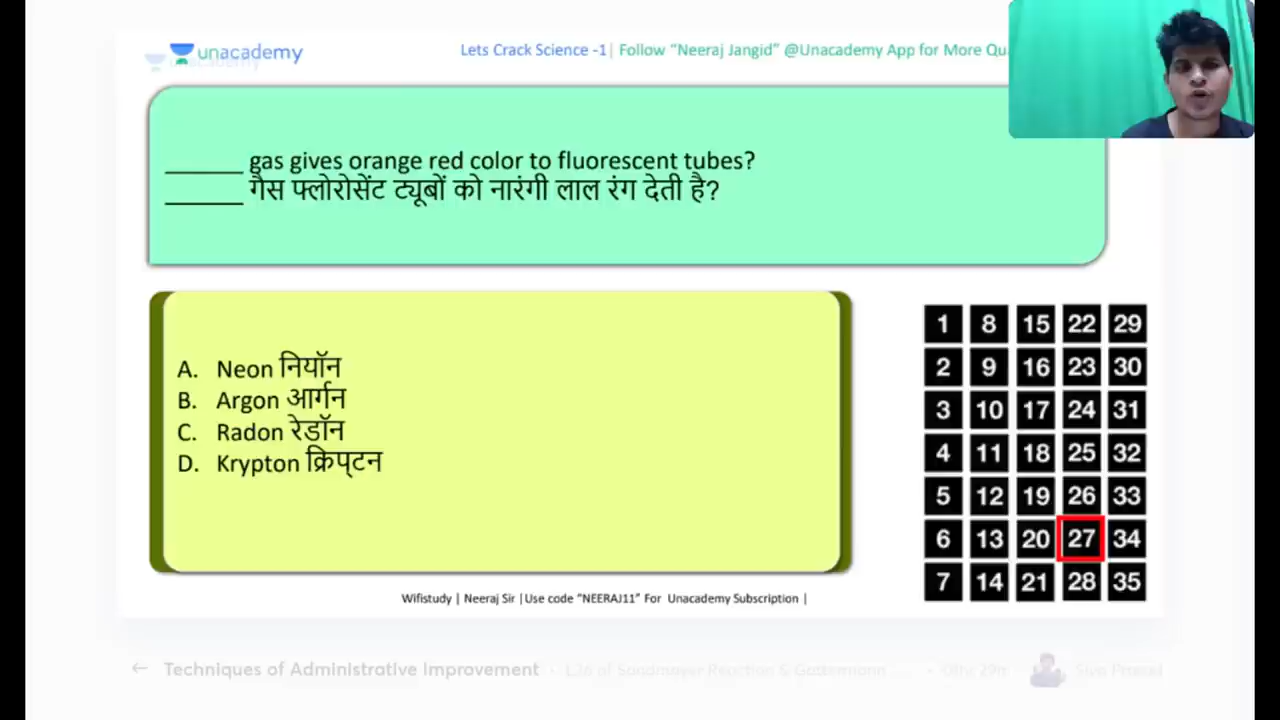 unacademy
Lets Crack Science -1| Follow “Neeraj Jangid” @Unacademy App for More
______ gas gives orange red color to fluorescent tubes?
______ गैस फ्लोरोसेंट ट्यूबों को नारंगी लाल रंग देती है?
A. Neon नियॉन
B. Argon आर्गन
C. Radon रेडॉन
D. Krypton क्रिप्टन
1 8 15 22 29
2 9 16 23 30
3 10 17 24 31
4 11 18 25 32
5 12 19 26 33
6 13 20 27 34
7 14 21 28 35
Wifistudy | Neeraj Sir |Use code “NEERAJ11” For Unacademy Subscription |
← Techniques of Administrative Improvement